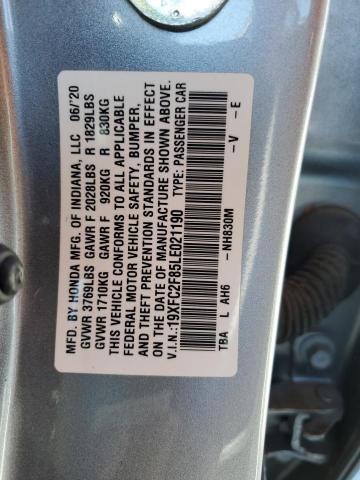 MFD. BY HONDA MFG. OF INDIANA, LLC 06/'20
GVWR 3769LBS GAWR F 2028LBS R 1829LBS
GVWR 1710KG GAWR F 920KG R 830KG
THIS VEHICLE CONFORMS TO ALL APPLICABLE
FEDERAL MOTOR VEHICLE SAFETY, BUMPER,
AND THEFT PREVENTION STANDARDS IN EFFECT
ON THE DATE OF MANUFACTURE SHOWN ABOVE.
V.I.N.:19XFC2F85LE021190 TYPE: PASSENGER CAR
TBA L AH6 -NH830M -V -E